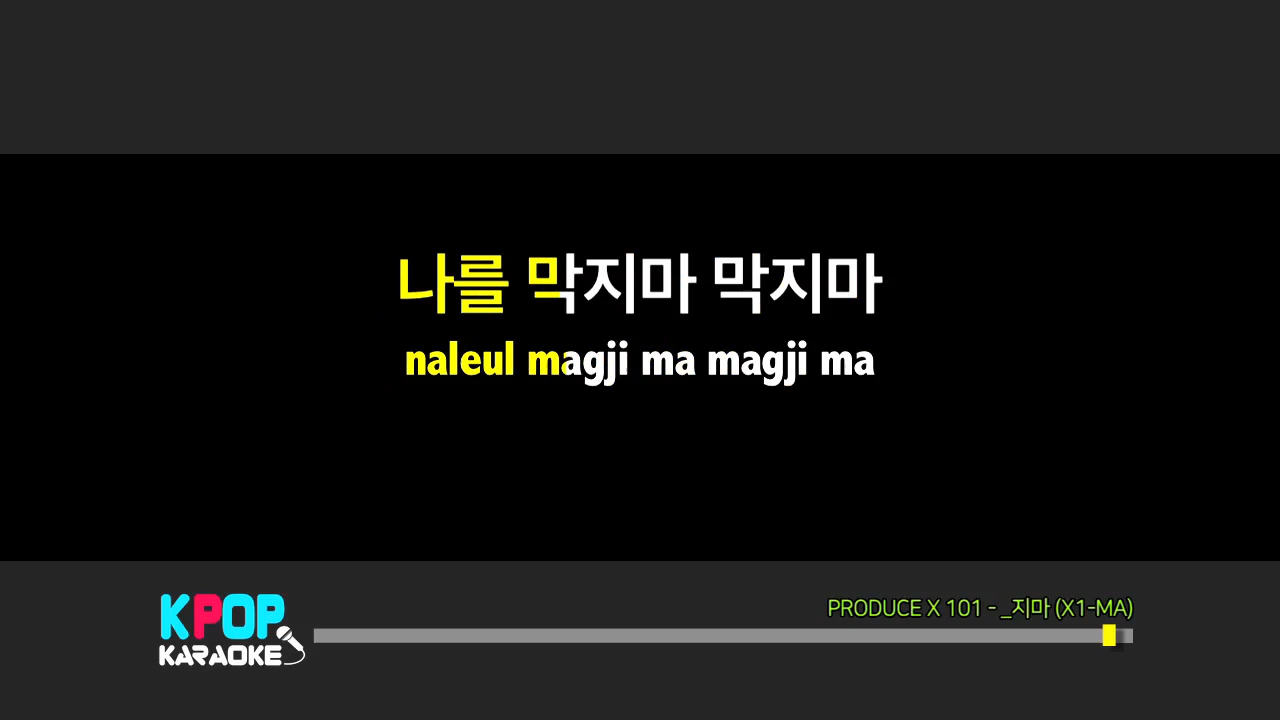 나를 막지마 막지마
naleul magji ma magji ma
PRODUCE X 101 - _지마 (X1-MA)
KPOP
KARAOKE